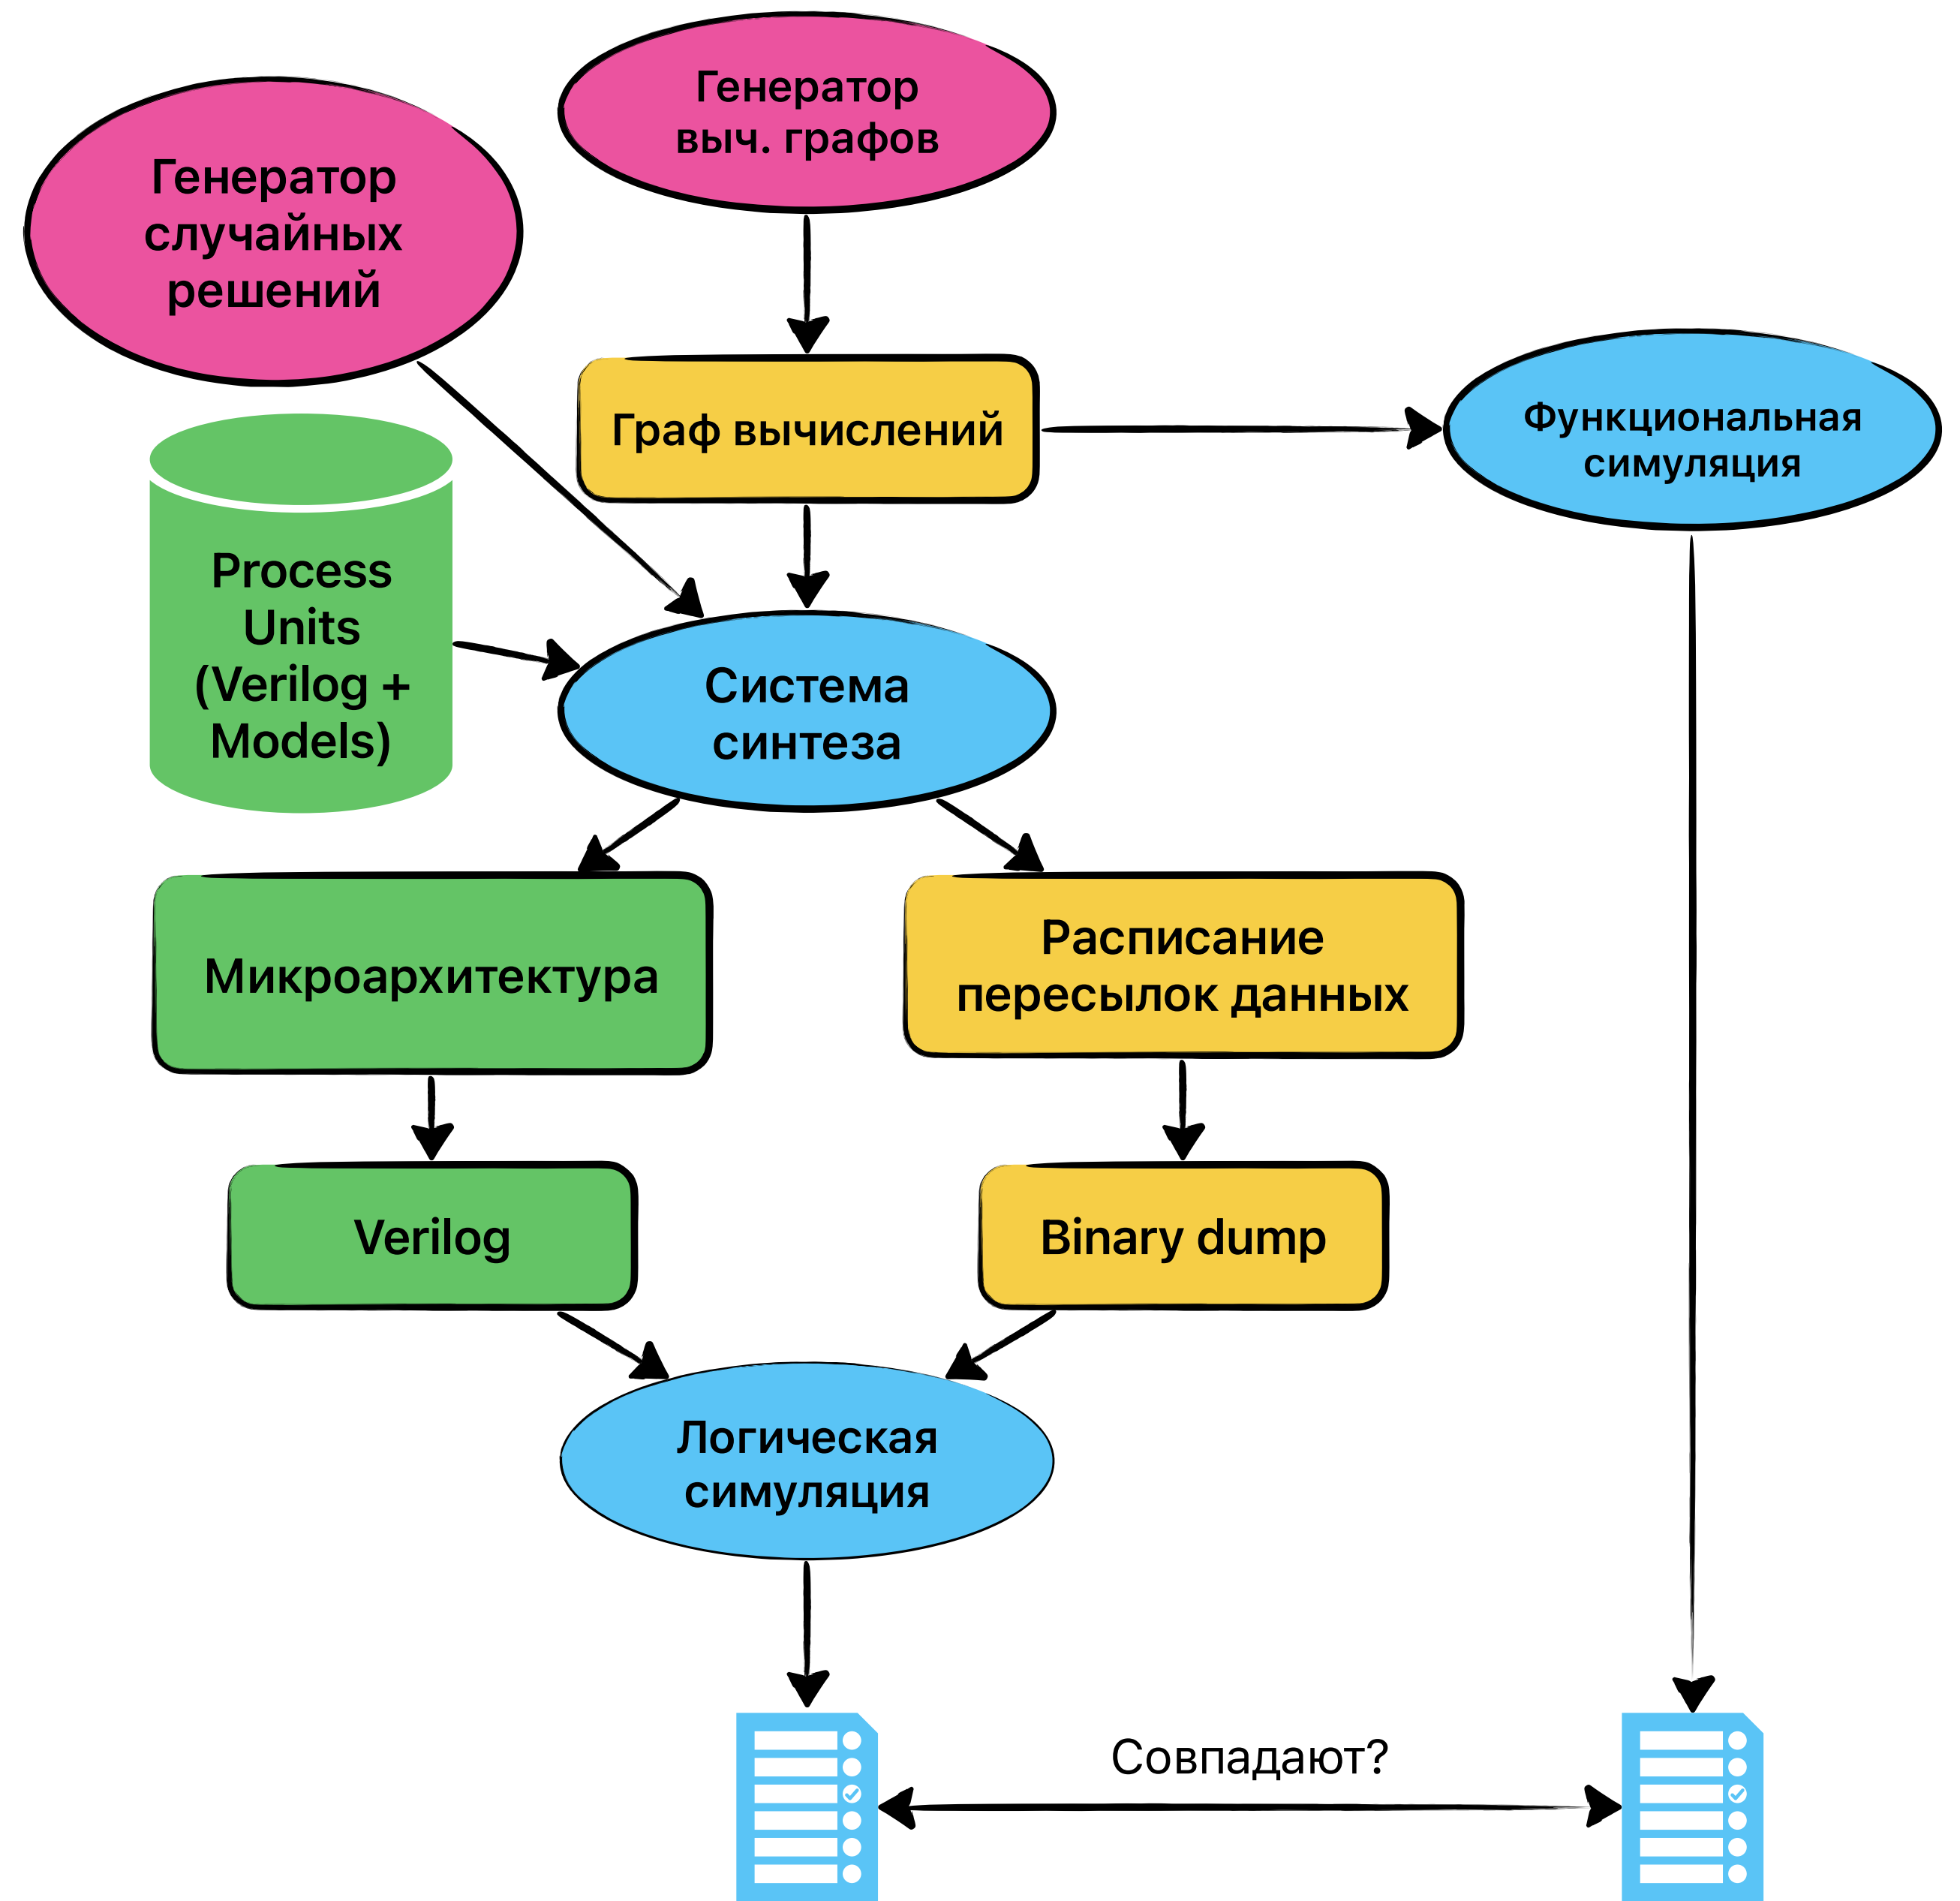 Генератор
выч. графов
Генератор
случайных
решений
Граф вычислений
Функциональная
симуляция
Process
Units
(Verilog +
Models)
Система
синтеза
Микроархитектура
Расписание
пересылок данных
Verilog
Binary dump
Логическая
симуляция
Совпадают?